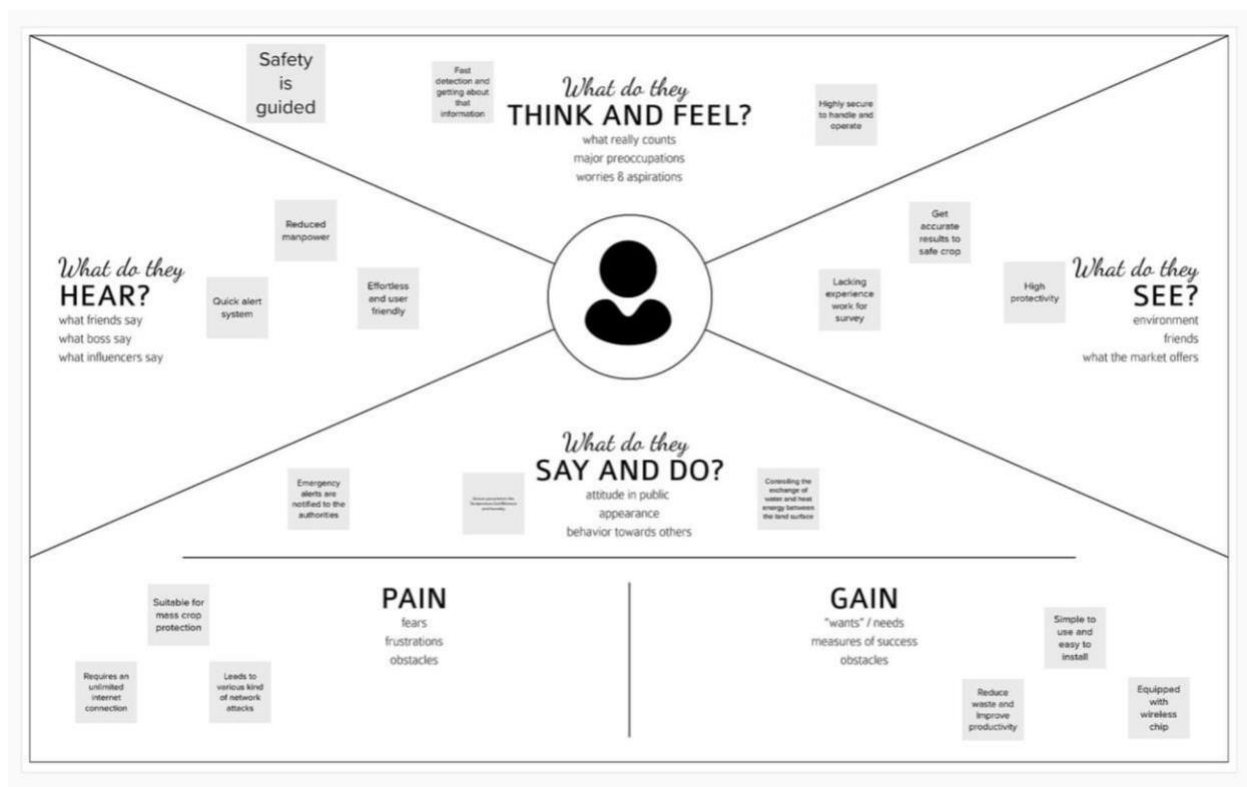 Safety
is
guided
Fast
detection and
getting about
that
information
What do they
THINK AND FEEL?
what really counts
major preoccupations
worries & aspirations
Highly secure
to handle and
operate
What do they
HEAR?
what friends say
what boss say
what influencers say
Reduced
manpower
Quick alert
system
Effortless
and user
friendly
Get
accurate
results to
safe crop
Lacking
experience
work for
survey
High
protectivity
What do they
SEE?
environment
friends
what the market offers
What do they
SAY AND DO?
attitude in public
appearance
behavior towards others
Emergency
alerts are
notified to the
authorities
and humidity
Controlling the
exchange of
water and heat
energy between
the land surface
PAIN
fears
frustrations
obstacles
Suitable for
mass crop
protection
Requires an
unlimited
internet
connection
Leads to
various kind
of network
attacks
GAIN
"wants" / needs
measures of success
obstacles
Simple to
use and
easy to
install
Reduce
waste and
improve
productivity
Equipped
with
wireless
chip